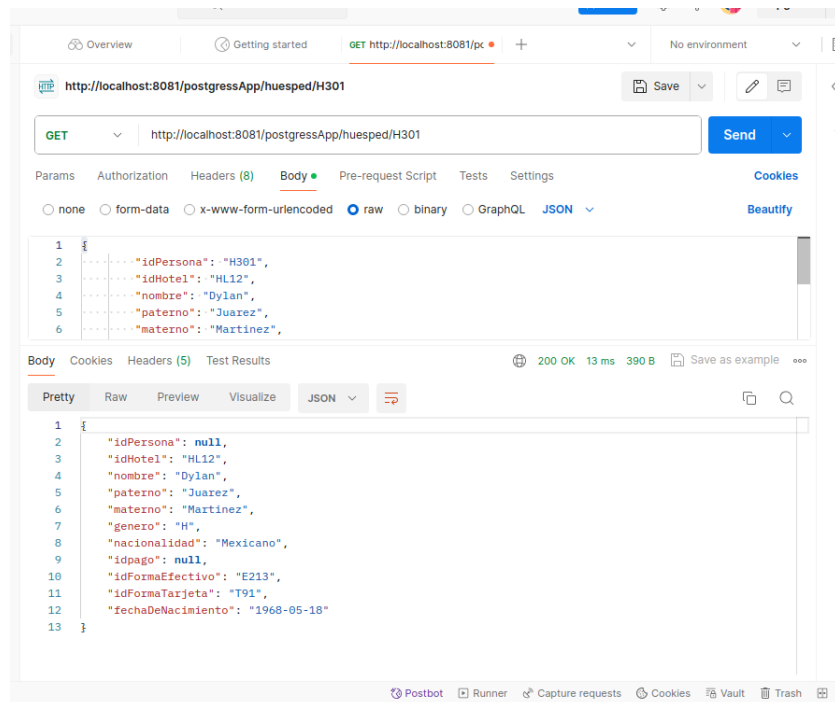 Overview Getting started GET http://localhost:8081/pc + No environment
HTTP http://localhost:8081/postgressApp/huesped/H301 Save
GET http://localhost:8081/postgressApp/huesped/H301 Send
Params Authorization Headers (8) Body Pre-request Script Tests Settings Cookies
none form-data x-www-form-urlencoded raw binary GraphQL JSON Beautify
1 {
2 "idPersona": "H301",
3 "idHotel": "HL12",
4 "nombre": "Dylan",
5 "paterno": "Juarez",
6 "materno": "Martinez",
Body Cookies Headers (5) Test Results 200 OK 13 ms 390 B Save as example
Pretty Raw Preview Visualize JSON
1 {
2 "idPersona": null,
3 "idHotel": "HL12",
4 "nombre": "Dylan",
5 "paterno": "Juarez",
6 "materno": "Martinez",
7 "genero": "H",
8 "nacionalidad": "Mexicano",
9 "idpago": null,
10 "idFormaEfectivo": "E213",
11 "idFormaTarjeta": "T91",
12 "fechaDeNacimiento": "1968-05-18"
13 }
Postbot Runner Capture requests Cookies Vault Trash